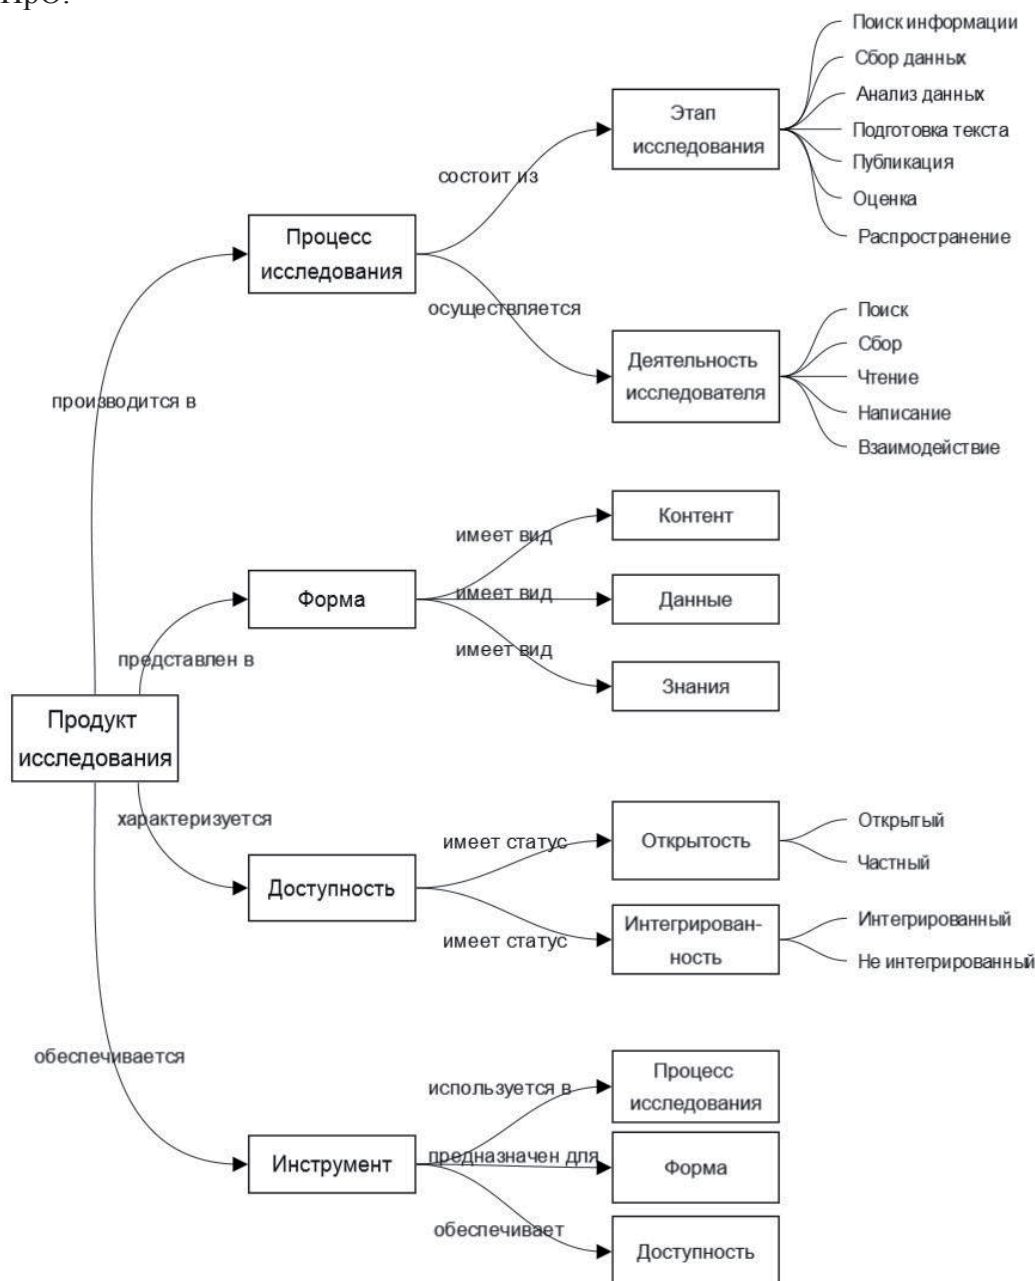 ПрО.
Поиск информации
Сбор данных
Этап
исследования
Анализ данных
Подготовка текста
Публикация
состоит из
Оценка
Распространение
Процесс
исследования
осуществляется
Поиск
Сбор
Деятельность
исследователя
Чтение
Написание
Взаимодействие
производится в
имеет вид
Контент
Форма
имеет вид
Данные
имеет вид
Знания
представлен в
Продукт
исследования
характеризуется
имеет статус
Открытость
Открытый
Частный
Доступность
имеет статус
Интегрирован-
ность
Интегрированный
Не интегрированный
обеспечивается
используется в
Процесс
исследования
Инструмент
предназначен для
Форма
обеспечивает
Доступность